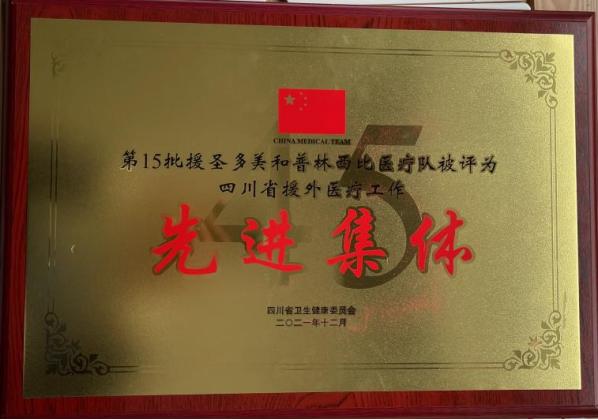 CHINA MEDICAL TEAM
45
第15批援圣多美和普林西比医疗队被评为
四川省援外医疗工作
先进集体
四川省卫生健康委员会
二〇二一年十二月